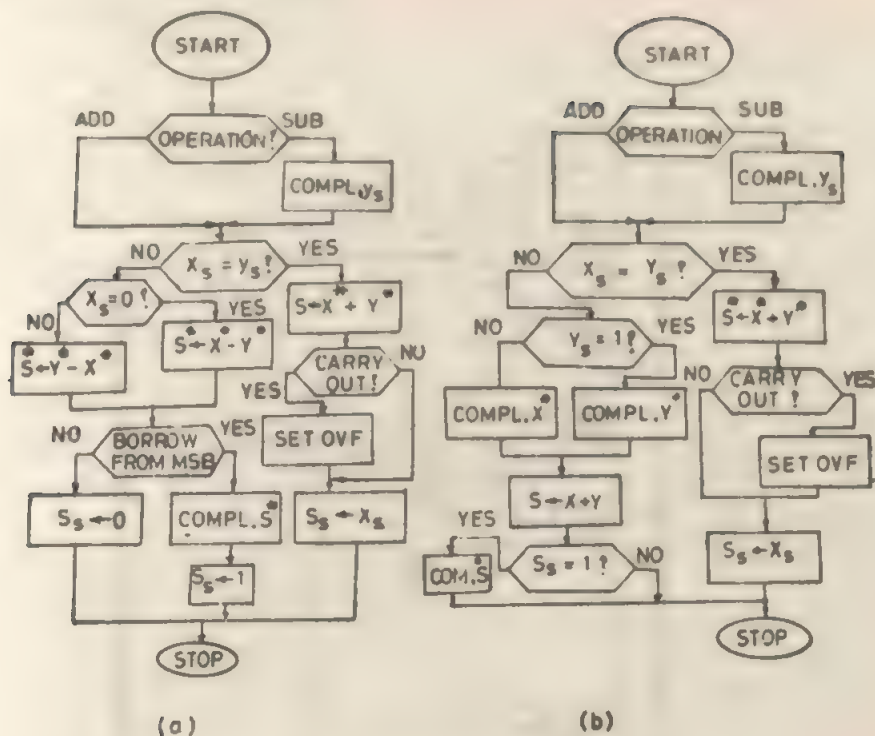 START
ADD
SUB
OPERATION?
COMPL.ys
NO
Xs = ys?
YES
Xs=0?
NO
YES
S←X* + Y*
S*←Y* - X*
S*←X* - Y*
CARRY
OUT?
NO
YES
SET OVF
NO
BORROW
FROM MSB
YES
Ss←0
COMPL.S*
Ss←Xs
Ss←1
STOP
(a)
START
ADD
SUB
OPERATION
COMPL.Ys
NO
Xs = Ys?
YES
S*←X*+Y*
NO
Ys=1?
YES
NO
CARRY
OUT?
YES
COMPL.X*
COMPL.Y*
SET OVF
S←X+Y
YES
Ss = 1?
NO
Ss←Xs
COM.S*
STOP
(b)